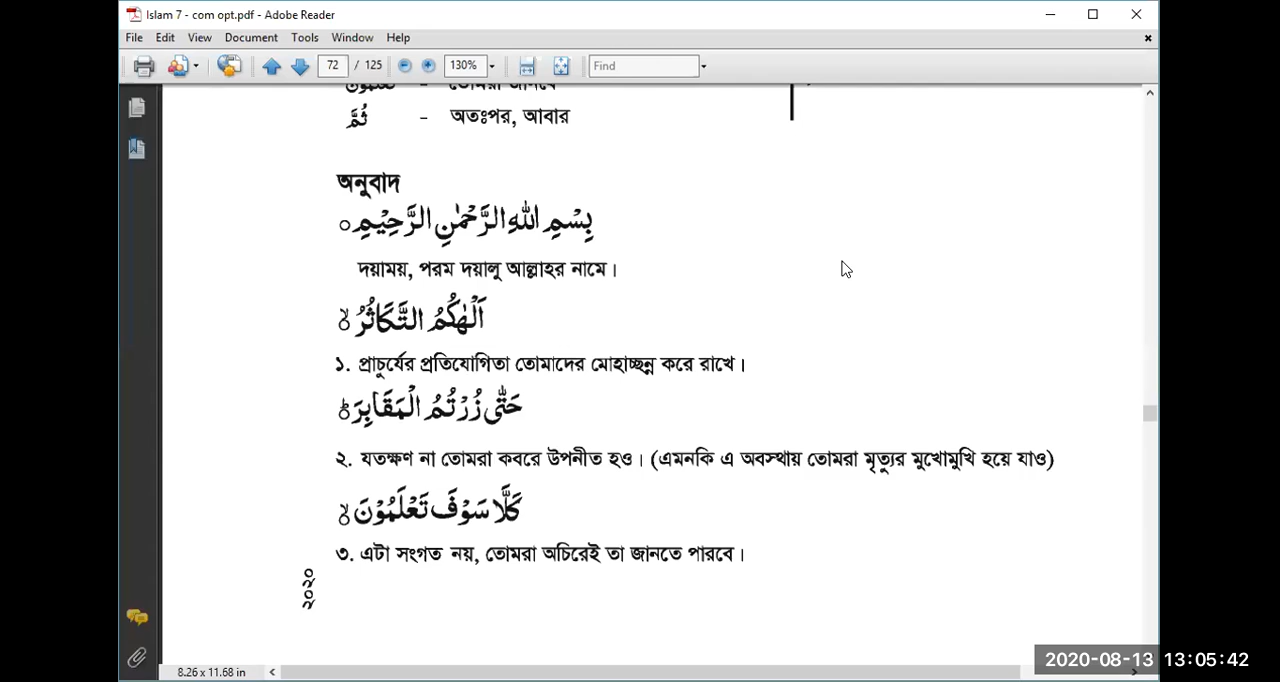 Islam 7 - com opt.pdf - Adobe Reader
File Edit View Document Tools Window Help
72 / 125 130% Find
ثُمَّ - অতঃপর, আবার
অনুবাদ
بِسْمِ اللّٰهِ الرَّحْمٰنِ الرَّحِيْمِ ○
দয়াময়, পরম দয়ালু আল্লাহর নামে।
اَلْهٰكُمُ التَّكَاثُرُ ۙ
১. প্রাচুর্যের প্রতিযোগিতা তোমাদের মোহাচ্ছন্ন করে রাখে।
حَتّٰى زُرْتُمُ الْمَقَابِرَ ؕ
২. যতক্ষণ না তোমরা কবরে উপনীত হও। (এমনকি এ অবস্থায় তোমরা মৃত্যুর মুখোমুখি হয়ে যাও)
كَلَّا سَوْفَ تَعْلَمُوْنَ ۙ
৩. এটা সংগত নয়, তোমরা অচিরেই তা জানতে পারবে।
২০২০
8.26 x 11.68 in
2020-08-13 13:05:42